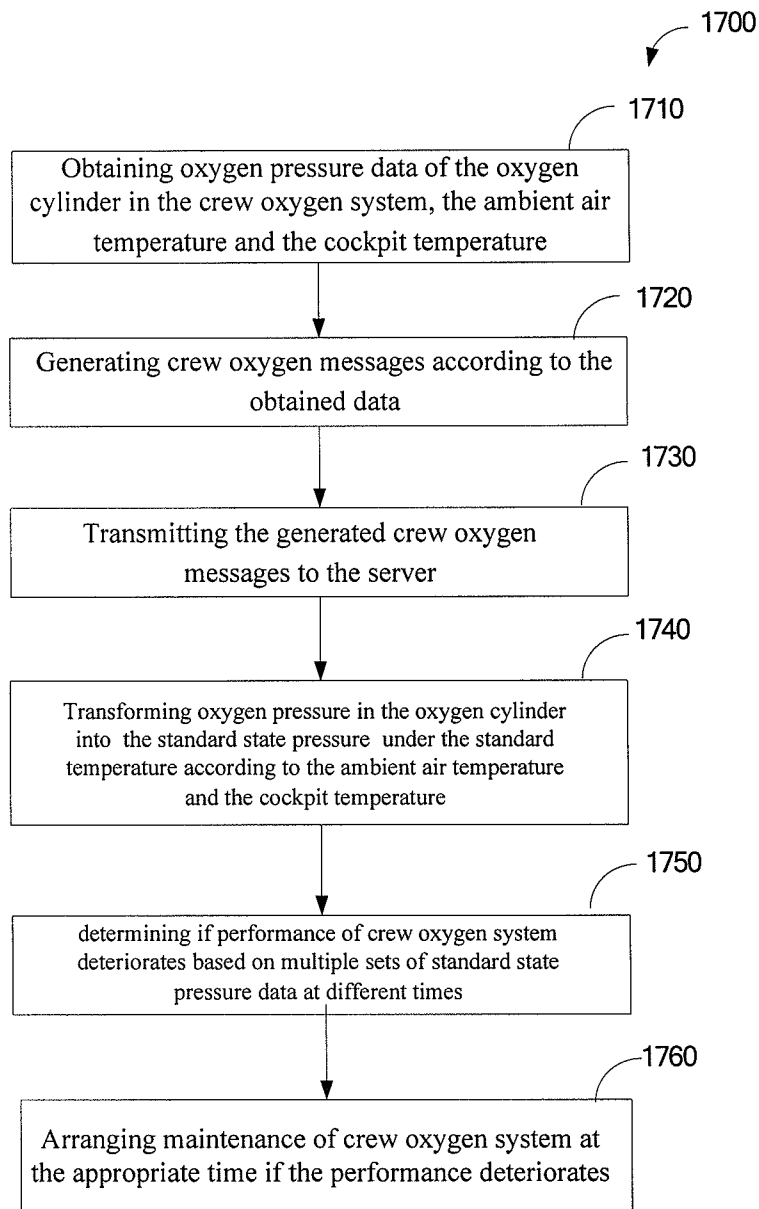 1700
1710
Obtaining oxygen pressure data of the oxygen
cylinder in the crew oxygen system, the ambient air
temperature and the cockpit temperature
1720
Generating crew oxygen messages according to the
obtained data
1730
Transmitting the generated crew oxygen
messages to the server
1740
Transforming oxygen pressure in the oxygen cylinder
into the standard state pressure under the standard
temperature according to the ambient air temperature
and the cockpit temperature
1750
determining if performance of crew oxygen system
deteriorates based on multiple sets of standard state
pressure data at different times
1760
Arranging maintenance of crew oxygen system at
the appropriate time if the performance deteriorates